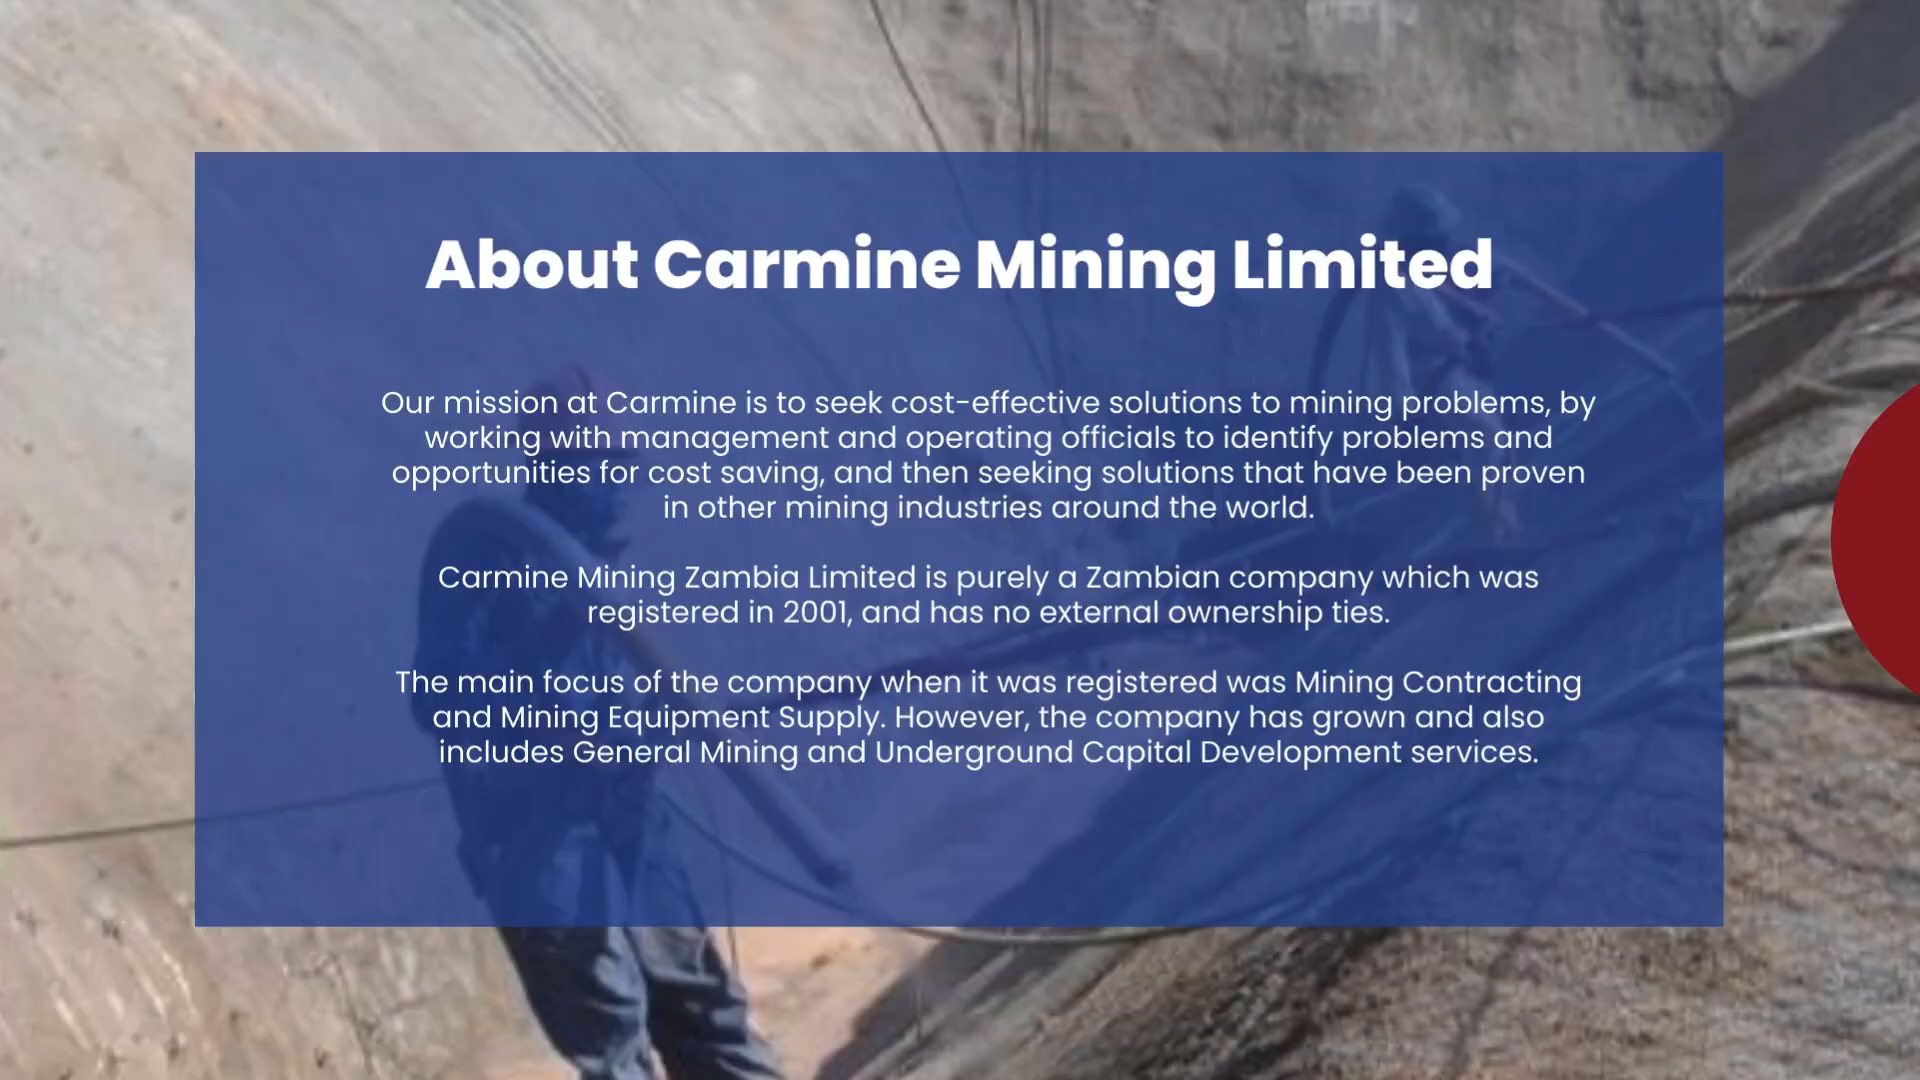 About Carmine Mining Limited
Our mission at Carmine is to seek cost-effective solutions to mining problems, by
working with management and operating officials to identify problems and
opportunities for cost saving, and then seeking solutions that have been proven
in other mining industries around the world.
Carmine Mining Zambia Limited is purely a Zambian company which was
registered in 2001, and has no external ownership ties.
The main focus of the company when it was registered was Mining Contracting
and Mining Equipment Supply. However, the company has grown and also
includes General Mining and Underground Capital Development services.